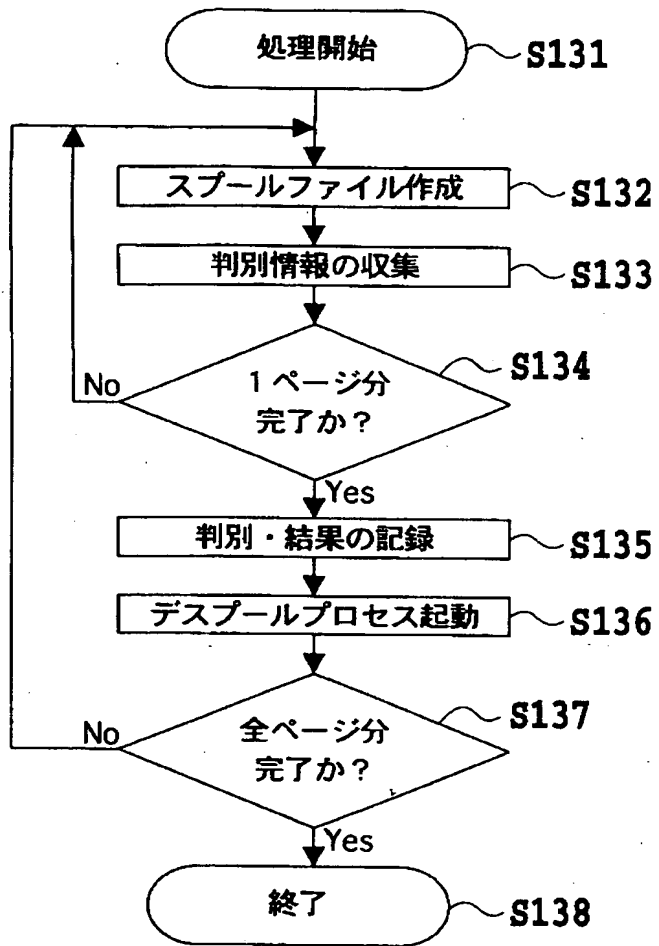 処理開始
S131
スプールファイル作成
S132
判別情報の収集
S133
S134
1ページ分
完了か?
No
Yes
判別・結果の記録
S135
デスプールプロセス起動
S136
S137
全ページ分
完了か?
No
Yes
終了
S138